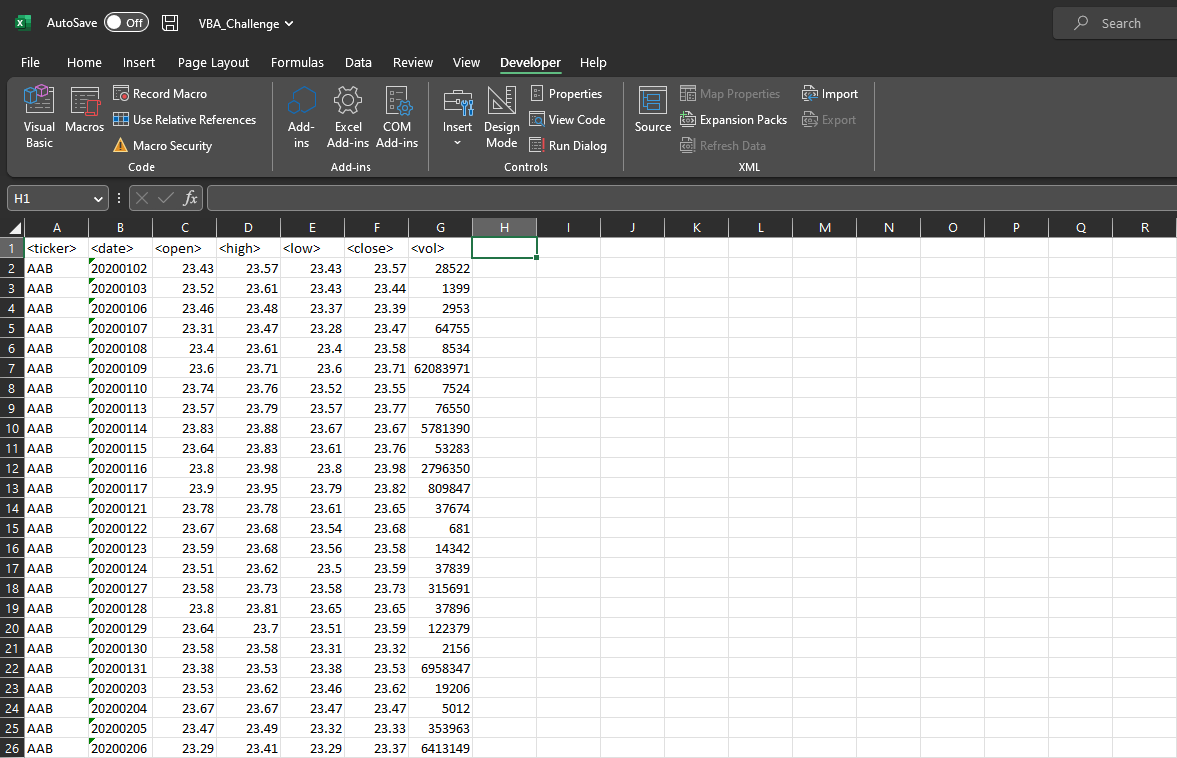 AutoSave Off VBA_Challenge Search
File Home Insert Page Layout Formulas Data Review View Developer Help
Visual Basic
Macros
Record Macro
Use Relative References
Macro Security
Code
Add-ins
Excel Add-ins
COM Add-ins
Add-ins
Insert
Design Mode
Properties
View Code
Run Dialog
Controls
Source
Map Properties
Expansion Packs
Refresh Data
Import
Export
XML
H1 fx
A B C D E F G H I J K L M N O P Q R
1 <ticker> <date> <open> <high> <low> <close> <vol>
2 AAB 20200102 23.43 23.57 23.43 23.57 28522
3 AAB 20200103 23.52 23.61 23.43 23.44 1399
4 AAB 20200106 23.46 23.48 23.37 23.39 2953
5 AAB 20200107 23.31 23.47 23.28 23.47 64755
6 AAB 20200108 23.4 23.61 23.4 23.58 8534
7 AAB 20200109 23.6 23.71 23.6 23.71 62083971
8 AAB 20200110 23.74 23.76 23.52 23.55 7524
9 AAB 20200113 23.57 23.79 23.57 23.77 76550
10 AAB 20200114 23.83 23.88 23.67 23.67 5781390
11 AAB 20200115 23.64 23.83 23.61 23.76 53283
12 AAB 20200116 23.8 23.98 23.8 23.98 2796350
13 AAB 20200117 23.9 23.95 23.79 23.82 809847
14 AAB 20200121 23.78 23.78 23.61 23.65 37674
15 AAB 20200122 23.67 23.68 23.54 23.68 681
16 AAB 20200123 23.59 23.68 23.56 23.58 14342
17 AAB 20200124 23.51 23.62 23.5 23.59 37839
18 AAB 20200127 23.58 23.73 23.58 23.73 315691
19 AAB 20200128 23.8 23.81 23.65 23.65 37896
20 AAB 20200129 23.64 23.7 23.51 23.59 122379
21 AAB 20200130 23.58 23.58 23.31 23.32 2156
22 AAB 20200131 23.38 23.53 23.38 23.53 6958347
23 AAB 20200203 23.53 23.62 23.46 23.62 19206
24 AAB 20200204 23.67 23.67 23.47 23.47 5012
25 AAB 20200205 23.47 23.49 23.32 23.33 353963
26 AAB 20200206 23.29 23.41 23.29 23.37 6413149